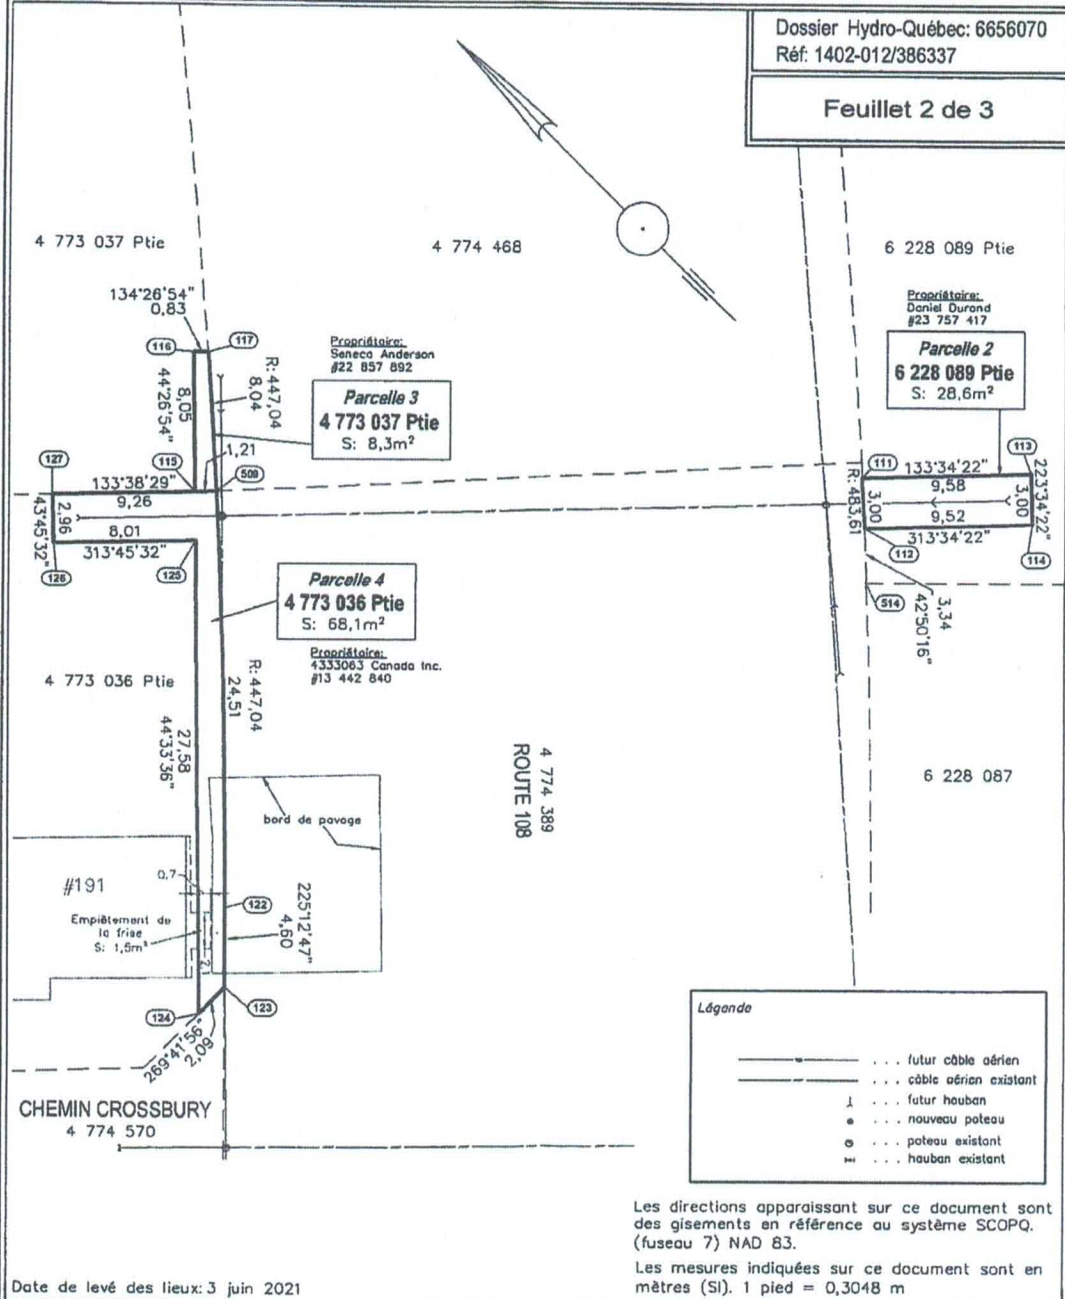 Dossier Hydro-Québec: 6656070
Réf: 1402-012/386337
Feuillet 2 de 3
4 773 037 Ptie
4 774 468
6 228 089 Ptie
134°26'54"
0,83
116
117
8,05
44°26'54"
R: 447,04
8,04
Propriétaire:
Seneca Anderson
#22 857 892
Parcelle 3
4 773 037 Ptie
S: 8,3m²
Propriétaire:
Daniel Durand
#23 757 417
Parcelle 2
6 228 089 Ptie
S: 28,6m²
127
115
1,21
509
133°38'29"
9,26
2,96
43°45'32"
8,01
313°45'32"
126
125
111
113
133°34'22"
9,58
R: 483,61
3,00
3,00
223°34'22"
9,52
313°34'22"
112
114
514
3,34
42°50'16"
Parcelle 4
4 773 036 Ptie
S: 68,1m²
Propriétaire:
4333063 Canada Inc.
#13 442 840
4 773 036 Ptie
R: 447,04
24,51
27,58
44°33'36"
4 774 389
ROUTE 108
6 228 087
bord de pavage
#191
0,7
Empiètement de
la frise
S: 1,5m²
122
225°12'47"
4,60
123
124
269°41'56"
2,09
CHEMIN CROSSBURY
4 774 570
Légende
... futur câble aérien
... câble aérien existant
... futur hauban
... nouveau poteau
... poteau existant
... hauban existant
Les directions apparaissant sur ce document sont
des gisements en référence au système SCOPQ.
(fuseau 7) NAD 83.
Les mesures indiquées sur ce document sont en
mètres (SI). 1 pied = 0,3048 m
Date de levé des lieux: 3 juin 2021